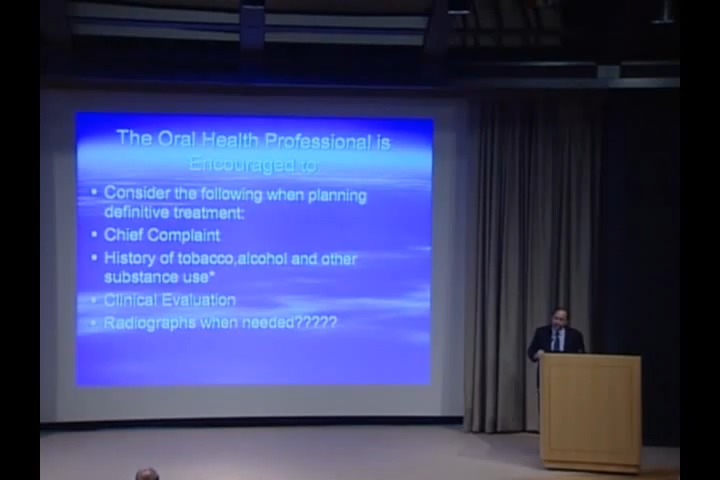 The Oral Health Professional is
Encouraged to
• Consider the following when planning
definitive treatment:
• Chief Complaint
• History of tobacco,alcohol and other
substance use*
• Clinical Evaluation
• Radiographs when needed?????